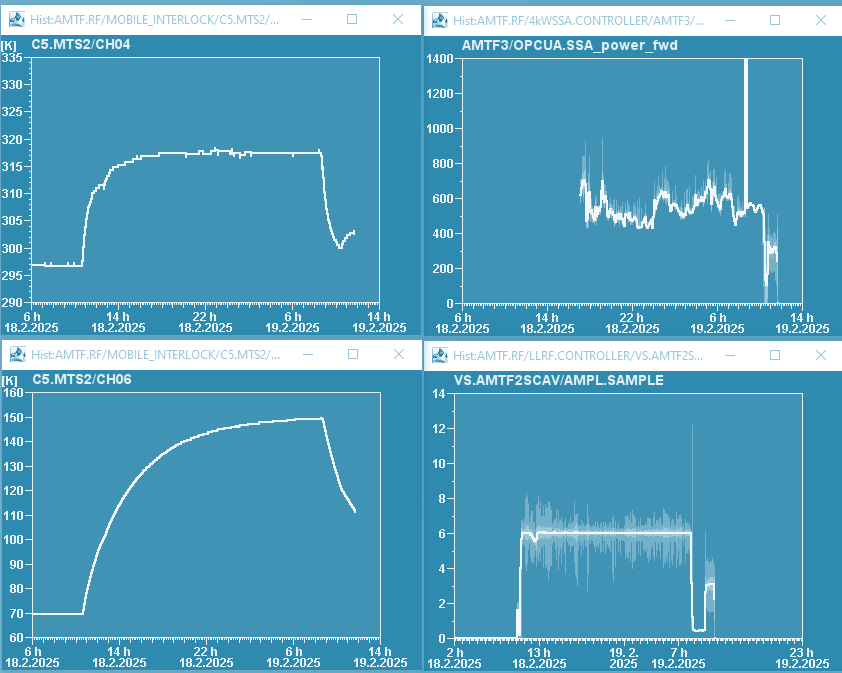 Hist:AMTF.RF/MOBILE_INTERLOCK/C5.MTS2/...
[K] C5.MTS2/CH04
335
330
325
320
315
310
305
300
295
290
6 h 14 h 22 h 6 h 14 h
18.2.2025 18.2.2025 18.2.2025 19.2.2025 19.2.2025
Hist:AMTF.RF/4kWSSA.CONTROLLER/AMTF3/...
AMTF3/OPCUA.SSA_power_fwd
1400
1200
1000
800
600
400
200
0
6 h 14 h 22 h 6 h 14 h
18.2.2025 18.2.2025 18.2.2025 19.2.2025 19.2.2025
Hist:AMTF.RF/MOBILE_INTERLOCK/C5.MTS2/...
[K] C5.MTS2/CH06
160
150
140
130
120
110
100
90
80
70
60
6 h 14 h 22 h 6 h 14 h
18.2.2025 18.2.2025 18.2.2025 19.2.2025 19.2.2025
Hist:AMTF.RF/LLRF.CONTROLLER/VS.AMTF2S...
VS.AMTF2SCAV/AMPL.SAMPLE
14
12
10
8
6
4
2
0
2 h 13 h 19.2. 7 h 23 h
18.2.2025 18.2.2025 2025 19.2.2025 19.2.2025